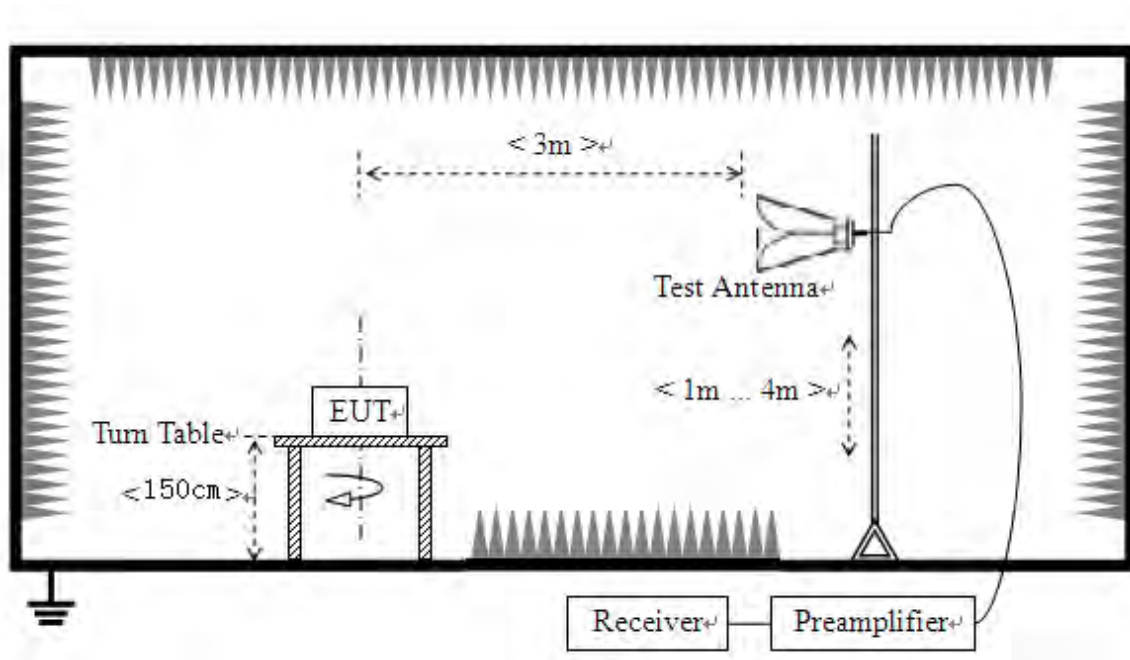 < 3m >↵
Test Antenna↵
< 1m ... 4m >↵
EUT↵
Turn Table↵
<150cm>↵
Receiver↵
Preamplifier↵